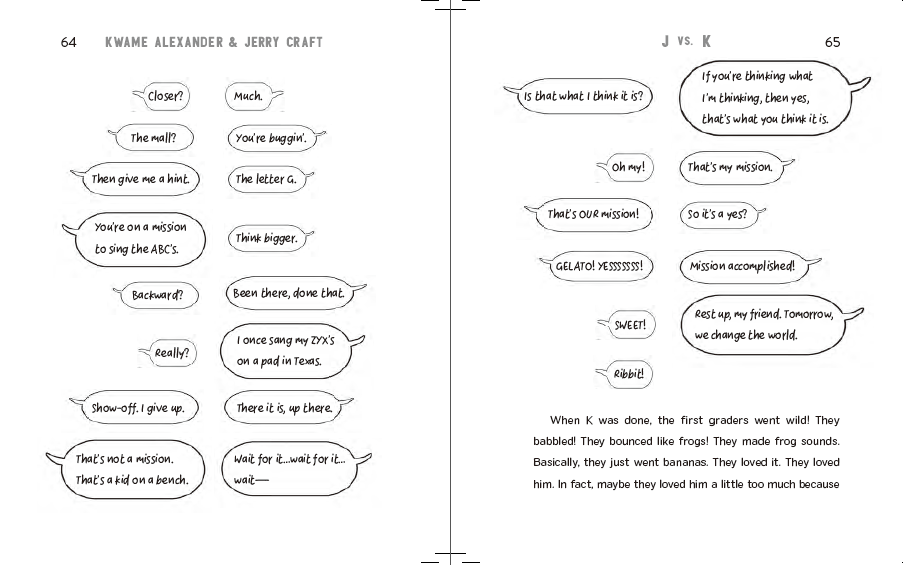 64 KWAME ALEXANDER & JERRY CRAFT
Closer?
Much.
The mall?
You're buggin'.
Then give me a hint.
The letter G.
You're on a mission
to sing the ABC's.
Think bigger.
Backward?
Been there, done that.
Really?
I once sang my ZYX's
on a pad in Texas.
Show-off. I give up.
There it is, up there.
That's not a mission.
That's a kid on a bench.
Wait for it...wait for it...
wait—
J VS. K 65
Is that what I think it is?
If you're thinking what
I'm thinking, then yes,
that's what you think it is.
Oh my!
That's my mission.
That's OUR mission!
So it's a yes?
GELATO! YESSSSSSS!
Mission accomplished!
SWEET!
Rest up, my friend. Tomorrow,
we change the world.
Ribbit!
When K was done, the first graders went wild! They
babbled! They bounced like frogs! They made frog sounds.
Basically, they just went bananas. They loved it. They loved
him. In fact, maybe they loved him a little too much because